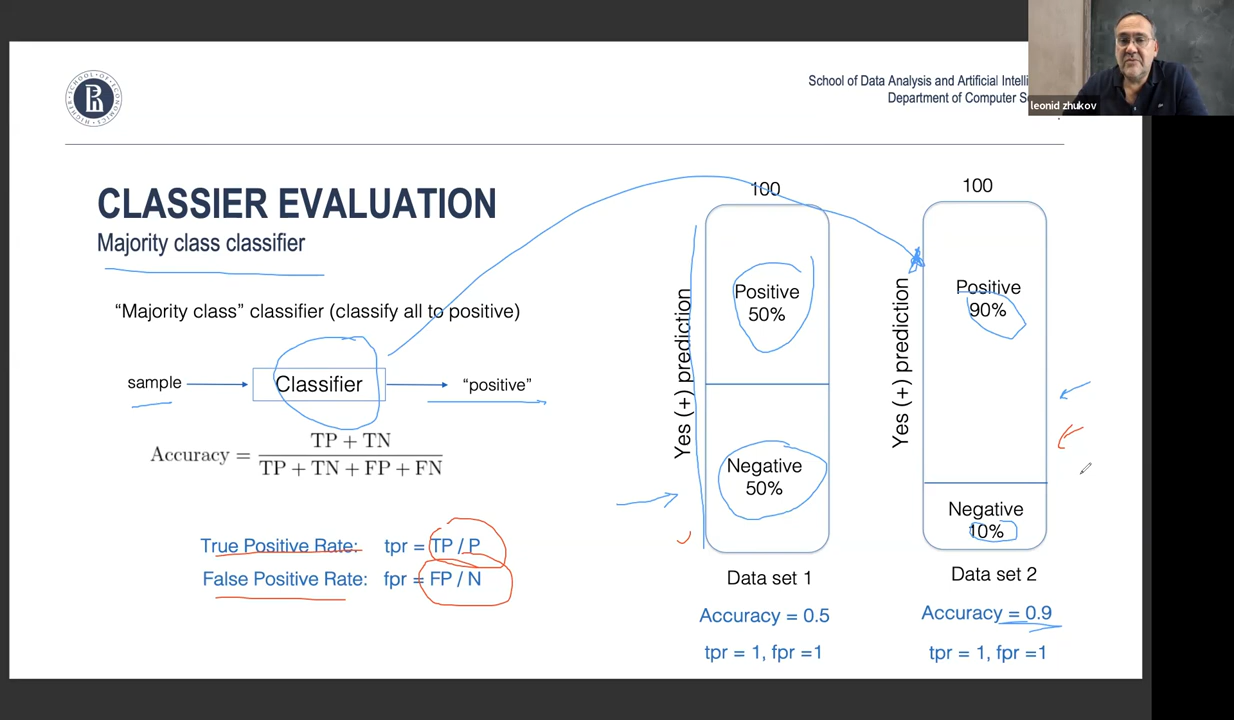 HIGHER SCHOOL OF ECONOMICS
School of Data Analysis and Artificial Intelli
Department of Computer S
leonid zhukov
CLASSIER EVALUATION
Majority class classifier
“Majority class” classifier (classify all to positive)
sample
Classifier
“positive”
Accuracy = TP + TN
TP + TN + FP + FN
True Positive Rate: tpr = TP / P
False Positive Rate: fpr = FP / N
100
Yes (+) prediction
Positive
50%
Negative
50%
Data set 1
Accuracy = 0.5
tpr = 1, fpr =1
100
Yes (+) prediction
Positive
90%
Negative
10%
Data set 2
Accuracy = 0.9
tpr = 1, fpr =1